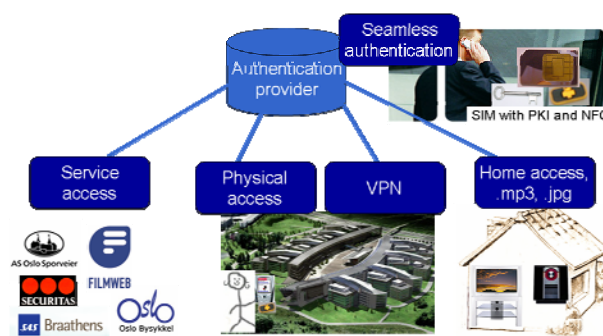 Seamless
authentication
Authentication
provider
SIM with PKI and NFC
Service
access
Physical
access
VPN
Home access,
.mp3, .jpg
AS Oslo Sporveier
FILMWEB
SECURITAS
SAS Braathens
Oslo
Oslo Bysykkel